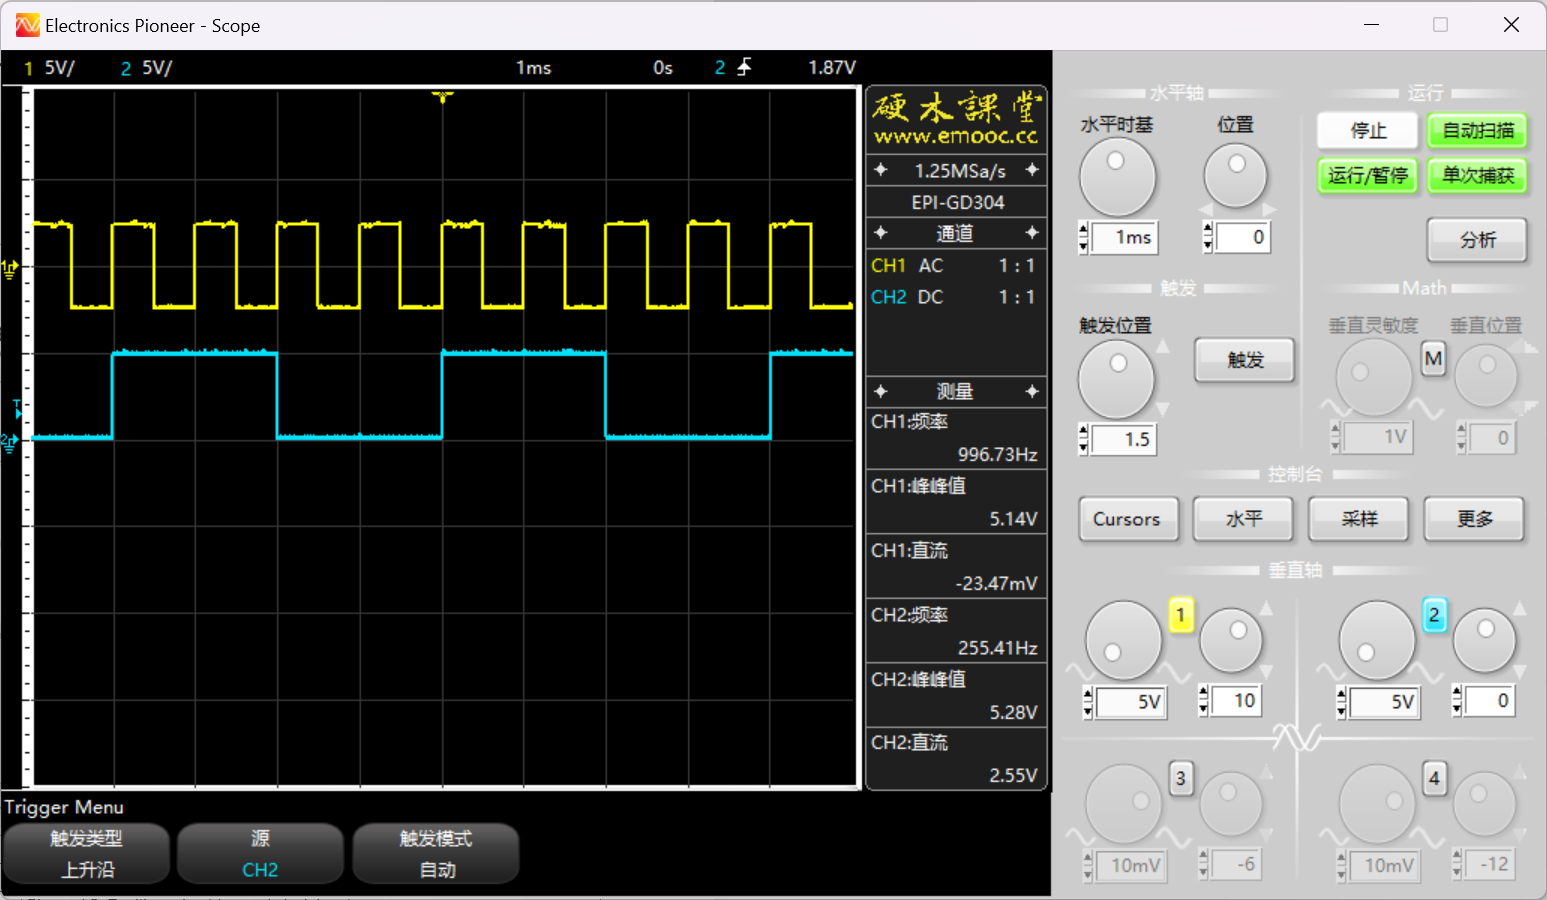 Electronics Pioneer - Scope
1 5V/ 2 5V/ 1ms 0s 2 1.87V
硬木課堂
www.emooc.cc
1.25MSa/s
EPI-GD304
通道
CH1 AC 1 : 1
CH2 DC 1 : 1
测量
CH1:频率
996.73Hz
CH1:峰峰值
5.14V
CH1:直流
-23.47mV
CH2:频率
255.41Hz
CH2:峰峰值
5.28V
CH2:直流
2.55V
1
T
2
Trigger Menu
触发类型 源 触发模式
上升沿 CH2 自动
水平轴
水平时基 位置
1ms 0
运行
停止 自动扫描
运行/暂停 单次捕获
分析
触发
触发位置
触发
1.5
Math
垂直灵敏度 垂直位置
M
1V 0
控制台
Cursors 水平 采样 更多
垂直轴
1 2
5V 10 5V 0
3 4
10mV -6 10mV -12